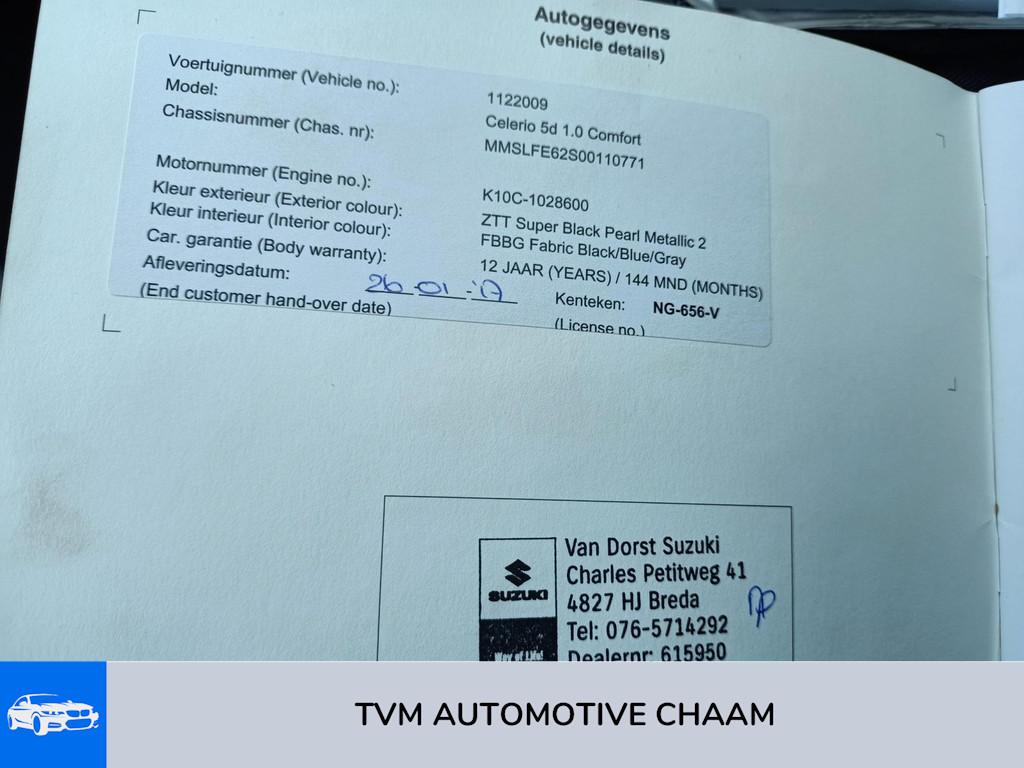 Autogegevens
(vehicle details)
Voertuignummer (Vehicle no.): 1122009
Model: Celerio 5d 1.0 Comfort
Chassisnummer (Chas. nr): MMSLFE62S00110771
Motornummer (Engine no.): K10C-1028600
Kleur exterieur (Exterior colour): ZTT Super Black Pearl Metallic 2
Kleur interieur (Interior colour): FBBG Fabric Black/Blue/Gray
Car. garantie (Body warranty): 12 JAAR (YEARS) / 144 MND (MONTHS)
Afleveringsdatum: 26-01-'17 Kenteken: NG-656-V
(End customer hand-over date) (License no.)
Van Dorst Suzuki
Charles Petitweg 41
SUZUKI 4827 HJ Breda
Tel: 076-5714292
Way of Life! Dealernr: 615950
TVM AUTOMOTIVE CHAAM